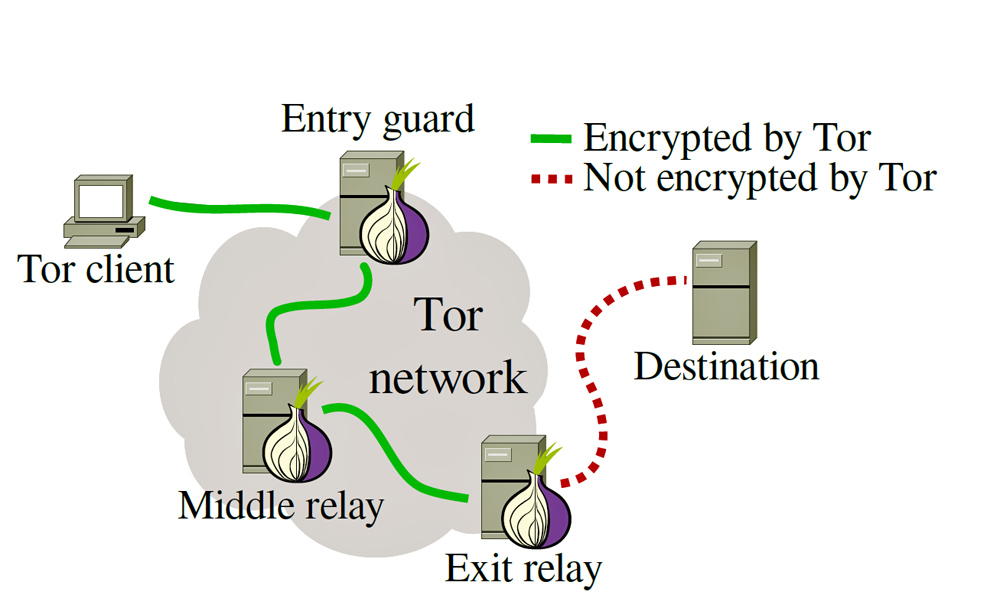 Entry guard
Encrypted by Tor
Not encrypted by Tor
Tor client
Tor
network
Destination
Middle relay
Exit relay